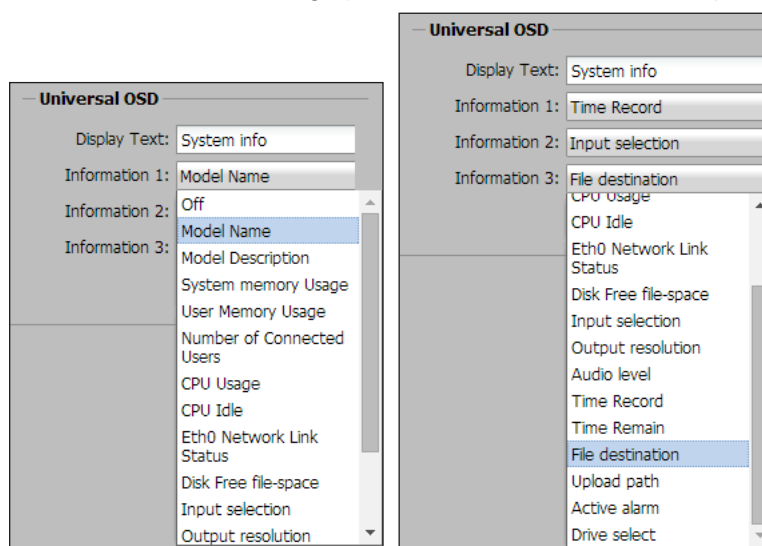 Universal OSD
Display Text: System info
Information 1: Model Name
Information 2:
Information 3:
Off
Model Name
Model Description
System memory Usage
User Memory Usage
Number of Connected
Users
CPU Usage
CPU Idle
Eth0 Network Link
Status
Disk Free file-space
Input selection
Output resolution
Universal OSD
Display Text: System info
Information 1: Time Record
Information 2: Input selection
Information 3: File destination
CPU Usage
CPU Idle
Eth0 Network Link
Status
Disk Free file-space
Input selection
Output resolution
Audio level
Time Record
Time Remain
File destination
Upload path
Active alarm
Drive select